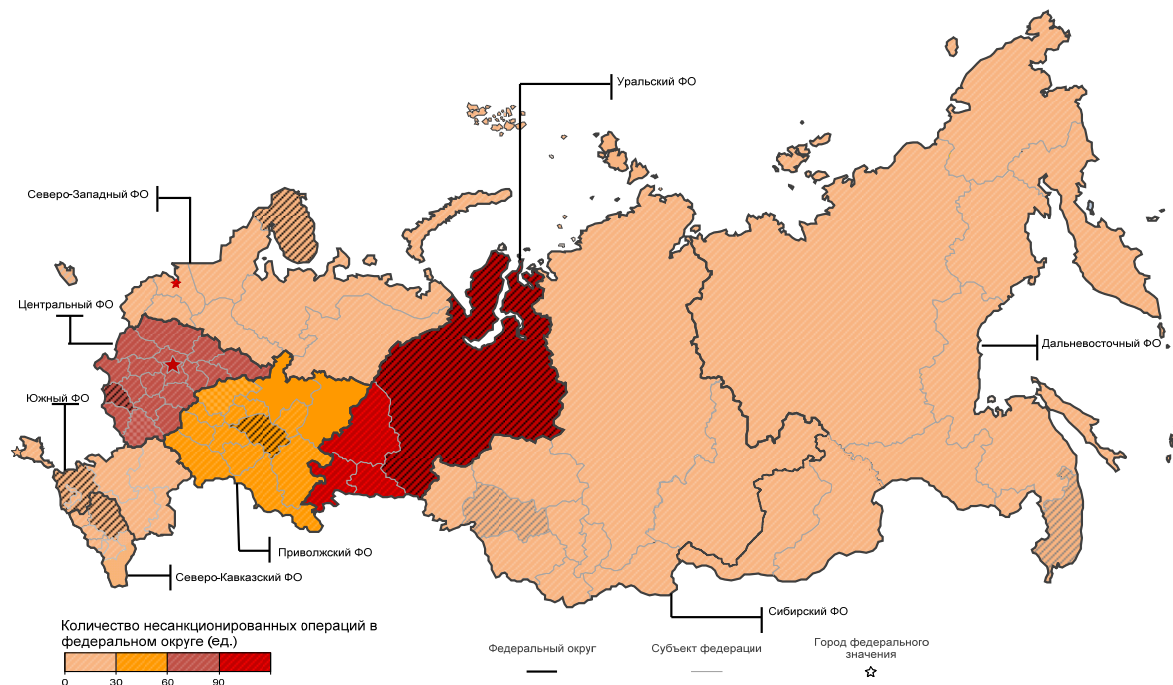 Уральский ФО
Северо-Западный ФО
Центральный ФО
Дальневосточный ФО
Южный ФО
Приволжский ФО
Северо-Кавказский ФО
Сибирский ФО
Количество несанкционированных операций в
федеральном округе (ед.)
0 30 60 90
Федеральный округ
Субъект федерации
Город федерального
значения